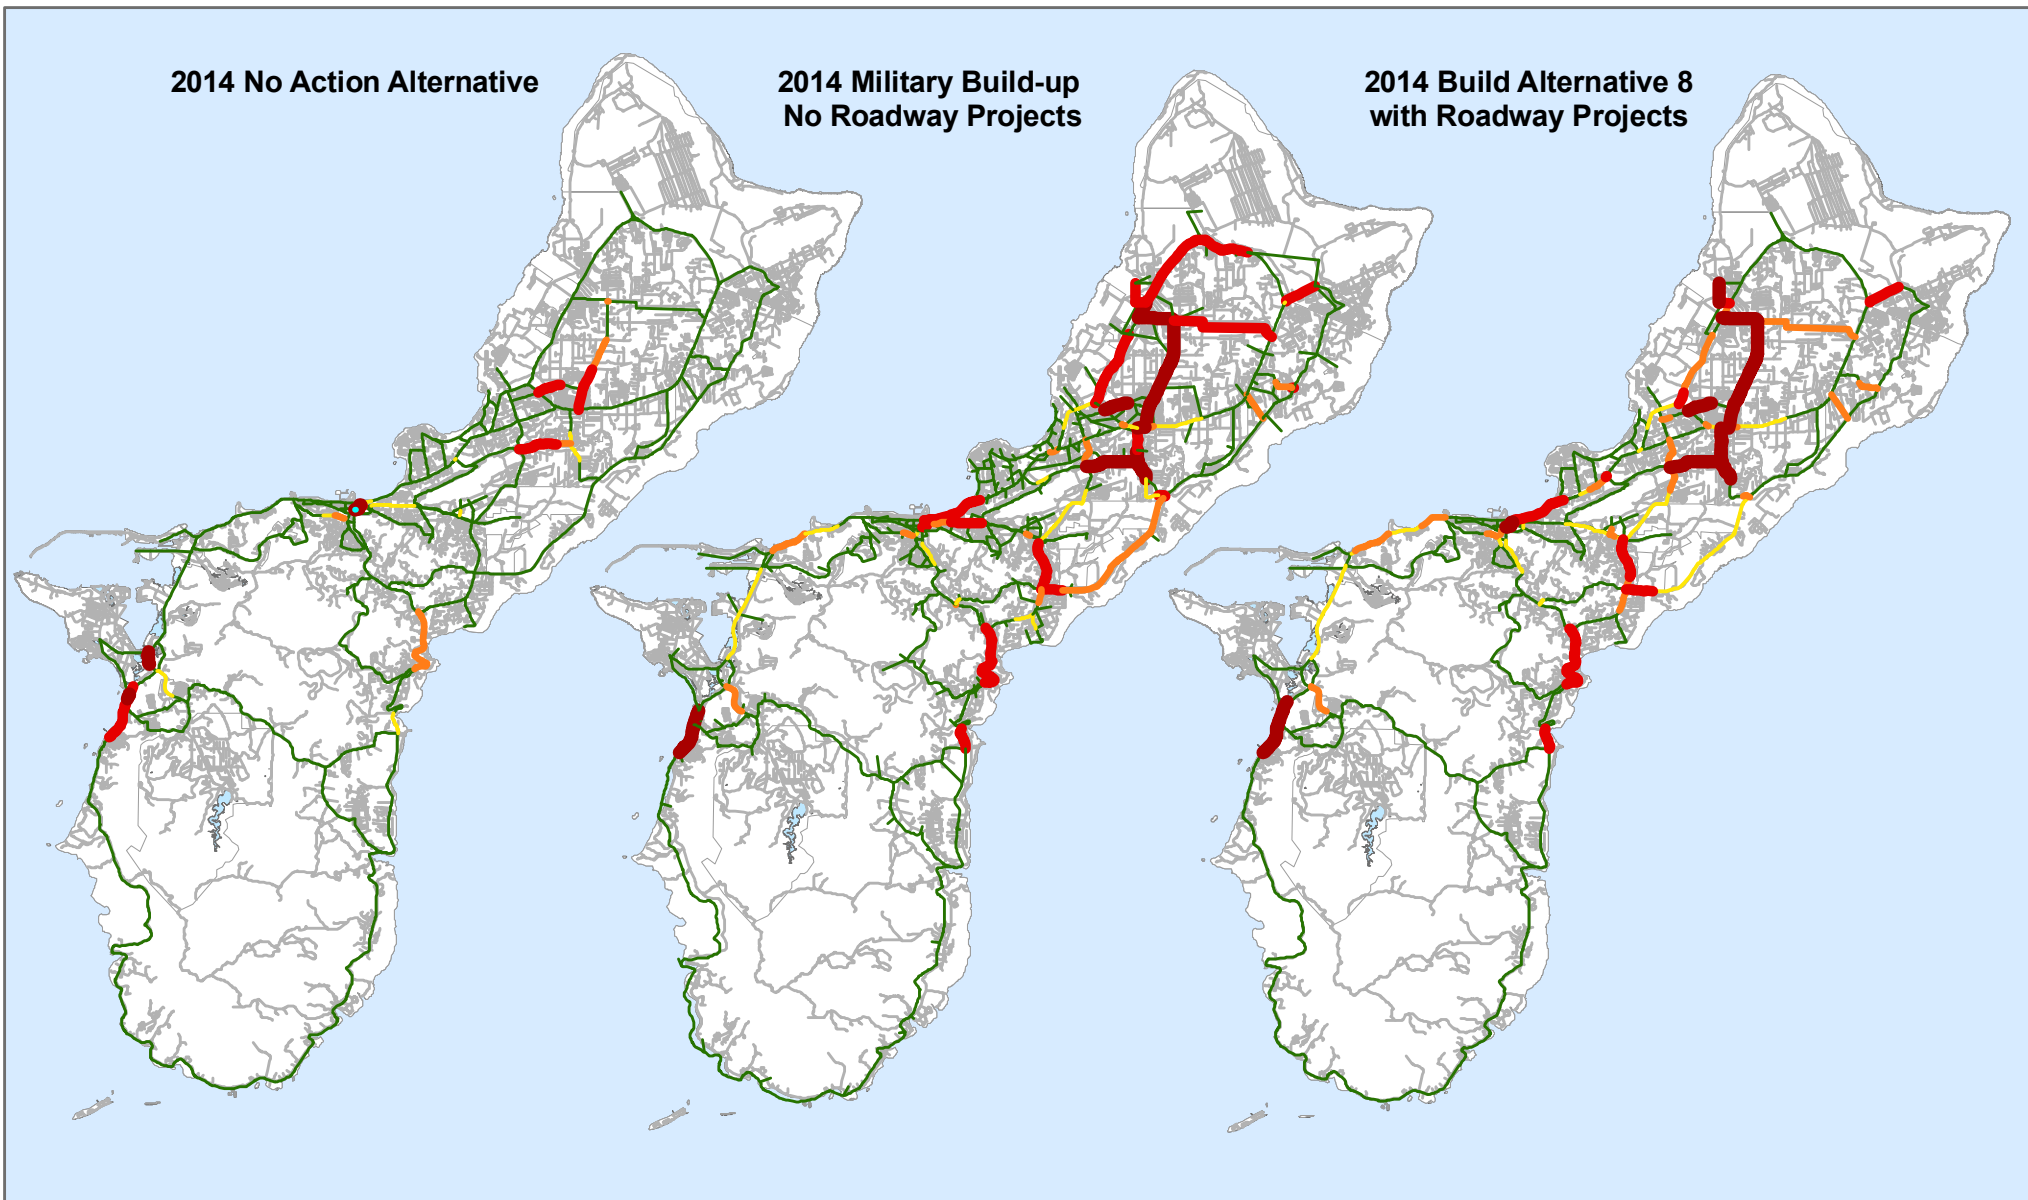 2014 No Action Alternative
2014 Military Build-up
No Roadway Projects
2014 Build Alternative 8
with Roadway Projects